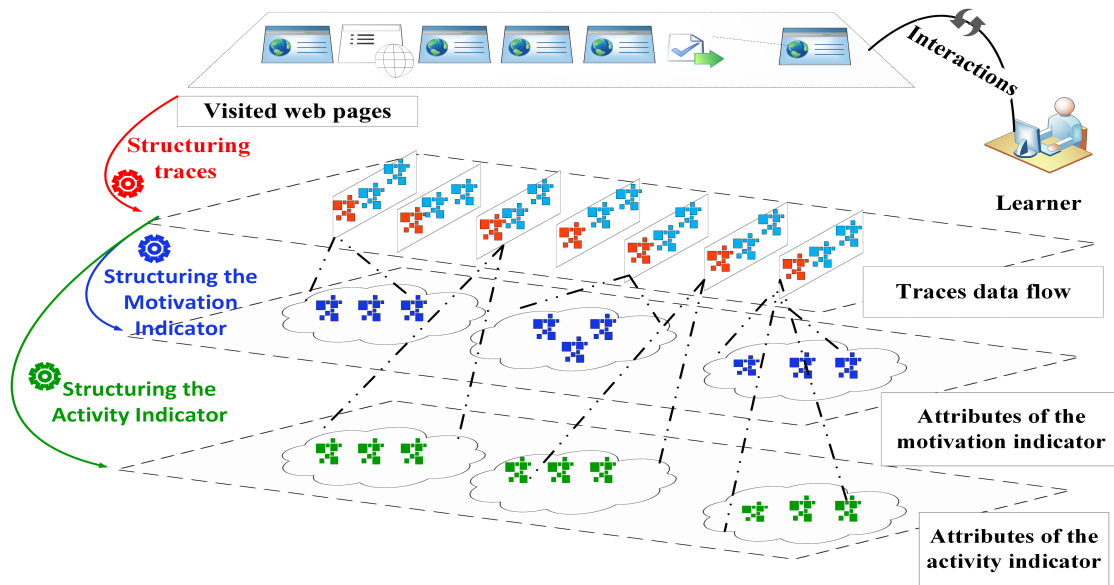 Interactions
Visited web pages
Structuring
traces
Learner
Structuring the
Motivation
Indicator
Traces data flow
Structuring the
Activity Indicator
Attributes of the
motivation indicator
Attributes of the
activity indicator